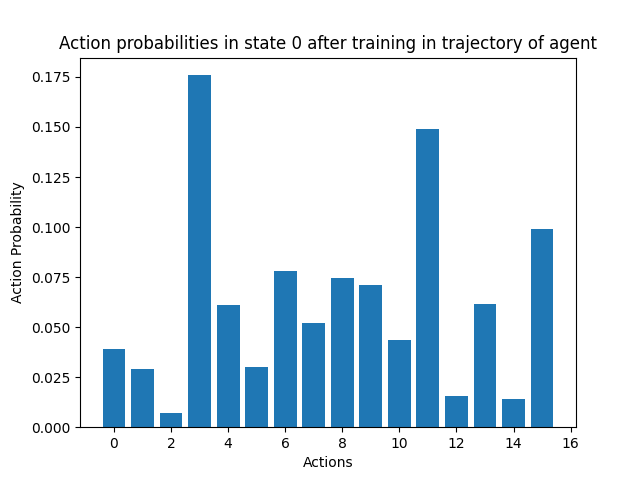 Action probabilities in state 0 after training in trajectory of agent
0.175
0.150
0.125
0.100
0.075
0.050
0.025
0.000
Action Probability
0 2 4 6 8 10 12 14 16
Actions